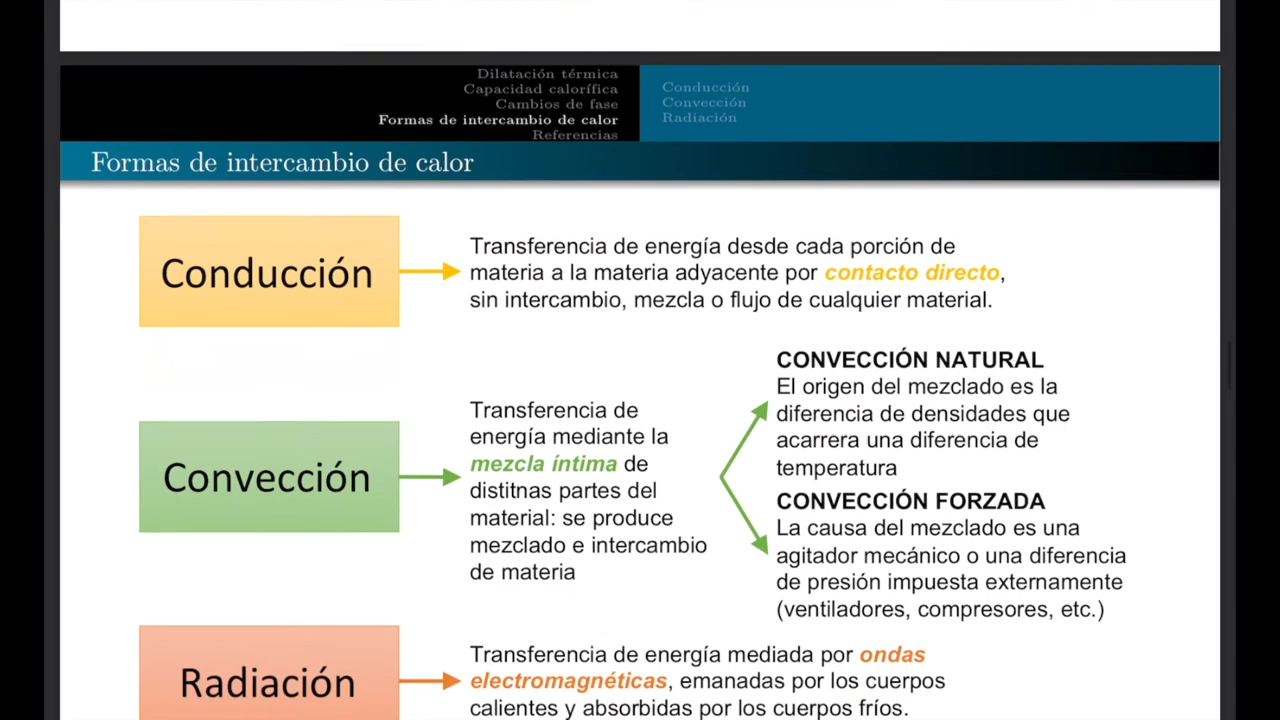 Dilatación térmica
Capacidad calorífica
Cambios de fase
Formas de intercambio de calor
Referencias
Conducción
Convección
Radiación
Formas de intercambio de calor
Conducción
Transferencia de energía desde cada porción de
materia a la materia adyacente por contacto directo,
sin intercambio, mezcla o flujo de cualquier material.
Convección
Transferencia de
energía mediante la
mezcla íntima de
distitnas partes del
material: se produce
mezclado e intercambio
de materia
CONVECCIÓN NATURAL
El origen del mezclado es la
diferencia de densidades que
acarrera una diferencia de
temperatura
CONVECCIÓN FORZADA
La causa del mezclado es una
agitador mecánico o una diferencia
de presión impuesta externamente
(ventiladores, compresores, etc.)
Radiación
Transferencia de energía mediada por ondas
electromagnéticas, emanadas por los cuerpos
calientes y absorbidas por los cuerpos fríos.